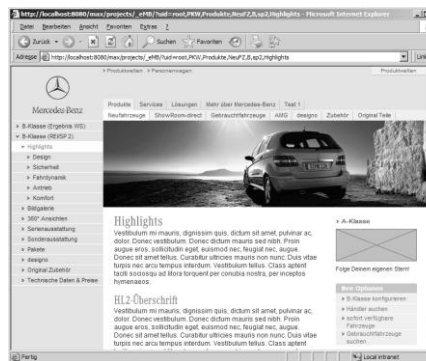 http://localhost:8080/max/projects/_eMB/?uid=root,PKW,Produkte,NeuFZ,B,sp2,Highlights - Microsoft Internet Explorer
Datei Bearbeiten Ansicht Favoriten Extras ?
Zurück Suchen Favoriten
Adresse http://localhost:8080/max/projects/_eMB/?uid=root,PKW,Produkte,NeuFZ,B,sp2,Highlights
Produktwelten Personenwagen
Produktwelten
Mercedes-Benz
Produkte Services Lösungen Mehr über Mercedes-Benz Test 1
Neufahrzeuge ShowRoom-direct Gebrauchtfahrzeuge AMG designo Zubehör Original Teile
B-Klasse (Ergebnis WS)
B-Klasse (RE/SP 2)
Highlights
Design
Sicherheit
Fahrdynamik
Antrieb
Komfort
Bildgalerie
360° Ansichten
Serienausstattung
Sonderausstattung
Pakete
designo
Original Zubehör
Technische Daten & Preise
Highlights
Vestibulum mi mauris, dignissim quis, dictum sit amet, pulvinar ac,
dolor. Donec vestibulum. Donec mauris sed nibh. Proin
augue eros, sollicitudin eget, euismod nec, feugiat nec, augue.
Donec sit amet tellus. Curabitur ultrices mauris non nunc. Duis vitae
turpis nec arcu tempus interdum. Vestibulum tellus. Class aptent
taciti sociosqu ad litora torquent per conubia nostra, per inceptos
hymenaeos.
HL2-Überschrift
Vestibulum mi mauris, dignissim quis, dictum sit amet, pulvinar ac,
dolor. Donec vestibulum. Donec dictum mauris sed nibh. Proin
augue eros, sollicitudin eget, euismod nec, feugiat nec, augue.
Donec sit amet tellus. Curabitur ultrices mauris non nunc. Duis vitae
turpis nec arcu tempus interdum. Vestibulum tellus. Class aptent
A-Klasse
Folge Deinem eigenen Stern!
Ihre Optionen
B-Klasse konfigurieren
Händler suchen
sofort verfügbare
Fahrzeuge
Gebrauchtfahrzeuge
suchen
Fertig
Local intranet